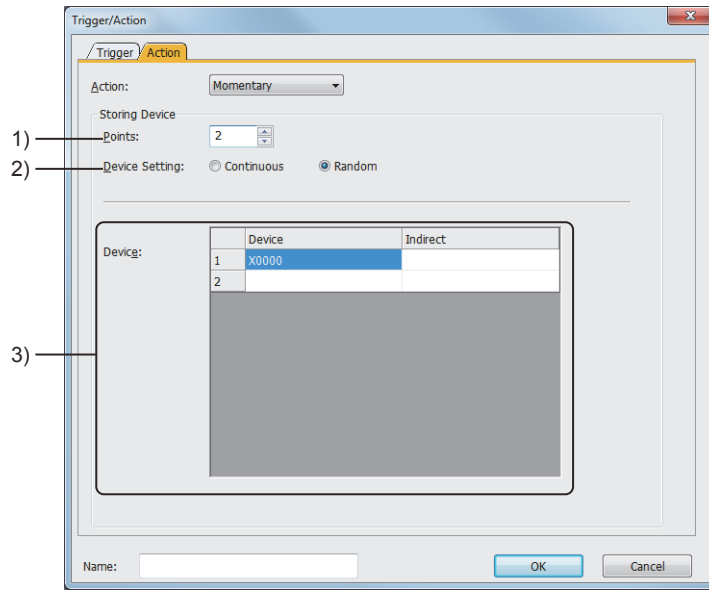 Trigger/Action
x
Trigger Action
Action: Momentary
Storing Device
1) Points: 2
2) Device Setting: Continuous Random
3) Device:
Device Indirect
1 X0000
2
Name: OK Cancel